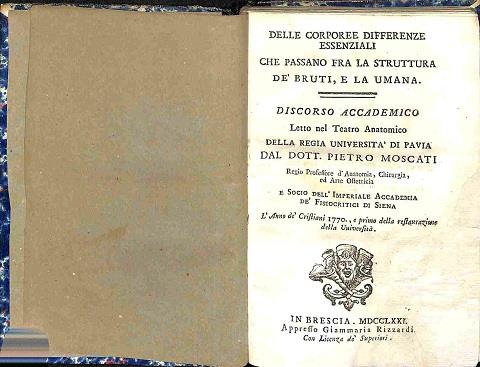 DELLE CORPOREE DIFFERENZE
ESSENZIALI
CHE PASSANO FRA LA STRUTTURA
DE' BRUTI, E LA UMANA.
DISCORSO ACCADEMICO
Letto nel Teatro Anatomico
DELLA REGIA UNIVERSITA' DI PAVIA
DAL DOTT. PIETRO MOSCATI
Regio Professore d'Anatomia, Chirurgia,
ed Arte Ostetricia
E SOCIO DELL'IMPERIALE ACCADEMIA
DE' FISIOCRITICI DI SIENA
L'Anno de' Cristiani 1770., e primo della restaurazione
della Università.
IN BRESCIA. MDCCLXXI.
Appresso Giammaria Rizzardi.
Con Licenza de' Superiori.